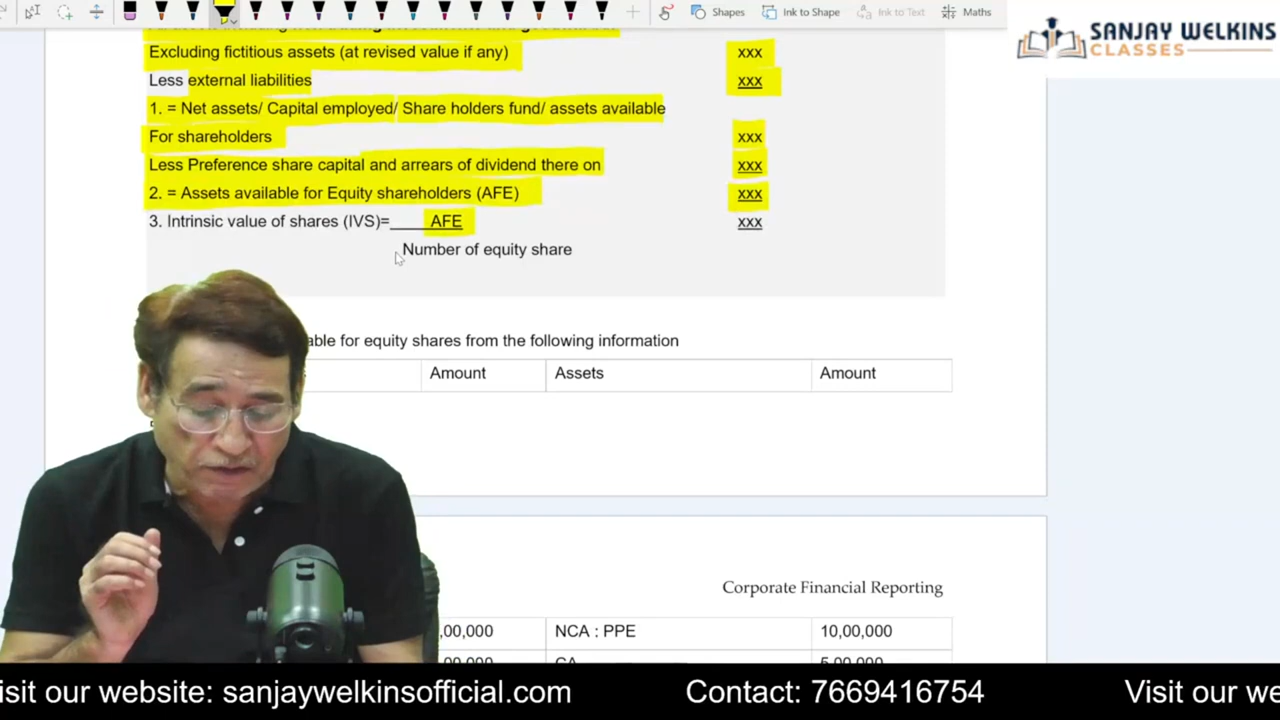 Shapes
Ink to Shape
Ink to Text
Maths
SANJAY WELKINS
CLASSES
Excluding fictitious assets (at revised value if any) xxx
Less external liabilities xxx
1. = Net assets/ Capital employed/ Share holders fund/ assets available
For shareholders xxx
Less Preference share capital and arrears of dividend there on xxx
2. = Assets available for Equity shareholders (AFE) xxx
3. Intrinsic value of shares (IVS)= AFE xxx
Number of equity share
for equity shares from the following information
Amount Assets Amount
Corporate Financial Reporting
,00,000 NCA : PPE 10,00,000
CA 5,00,000
isit our website: sanjaywelkinsofficial.com Contact: 7669416754 Visit our we